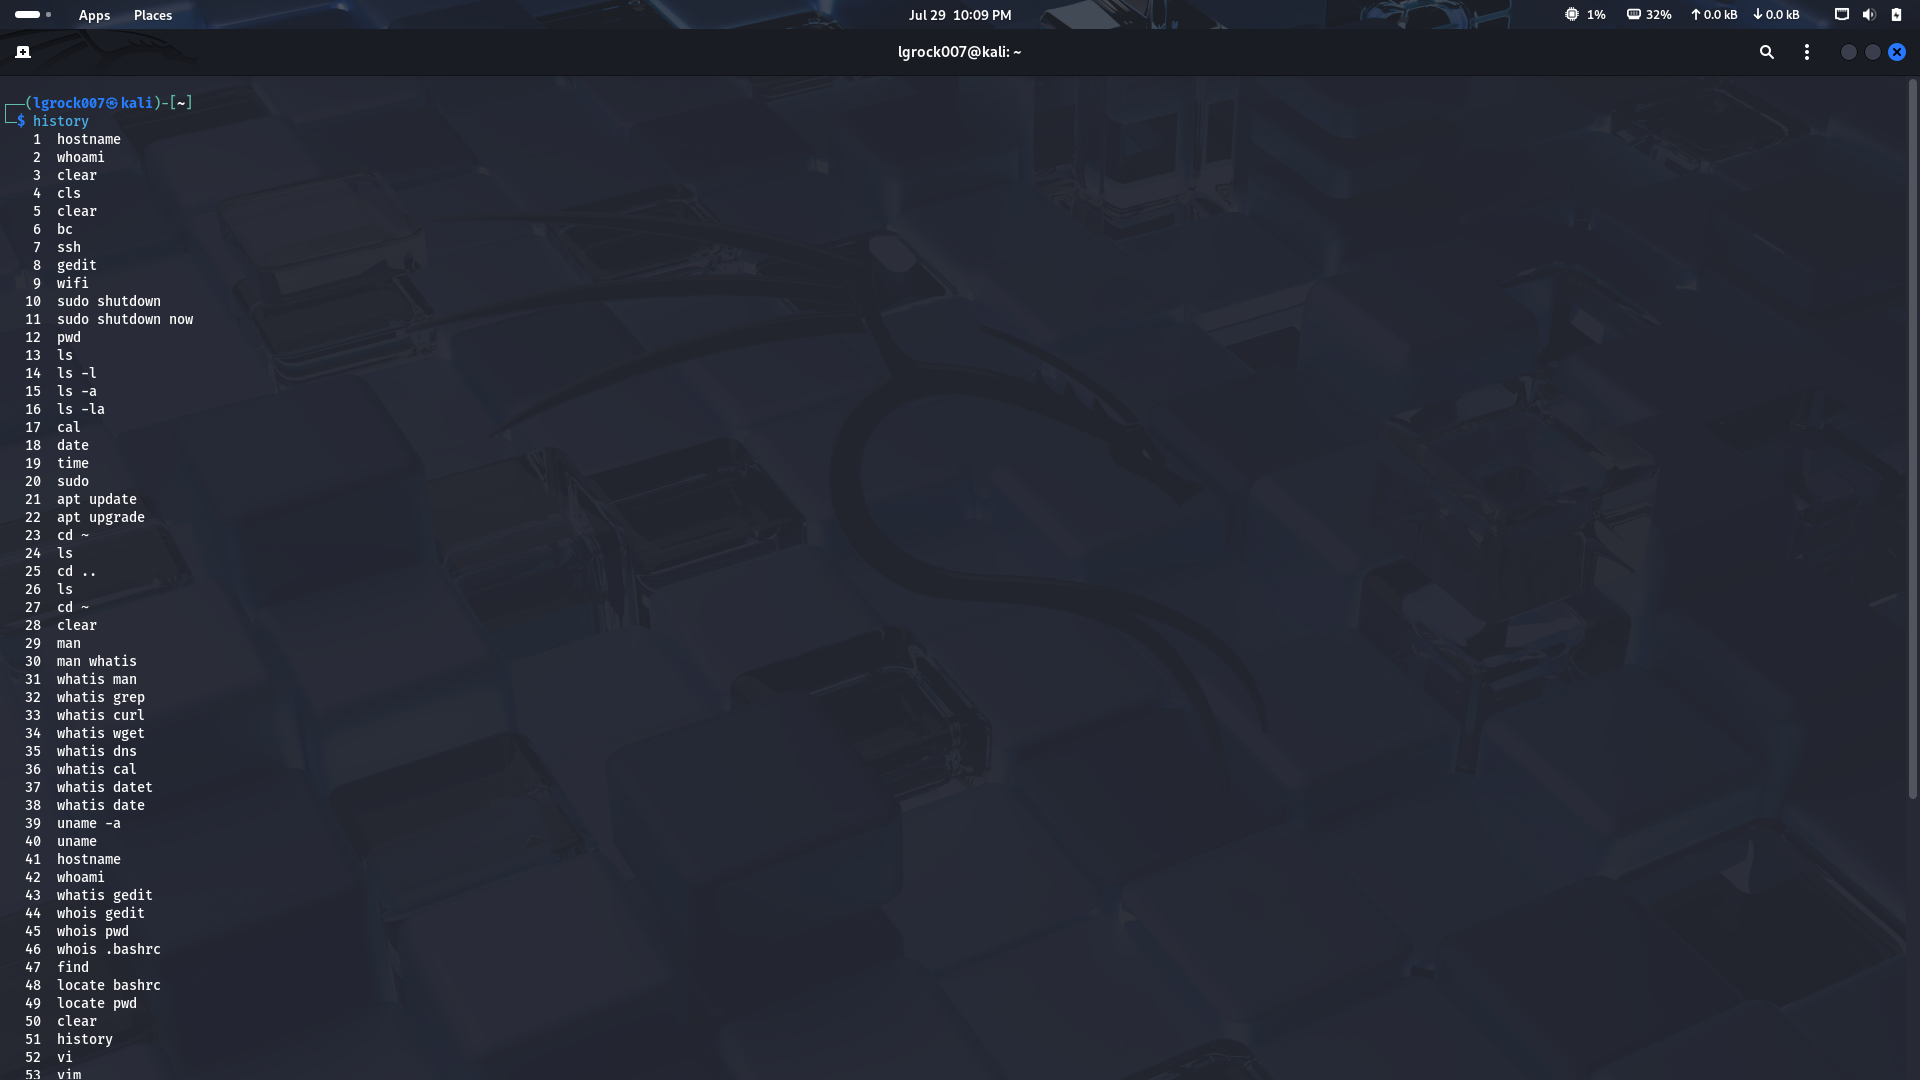 Apps Places Jul 29 10:09 PM 1% 32% ↑ 0.0 kB ↓ 0.0 kB
lgrock007@kali: ~
┌──(lgrock007㉿kali)-[~]
└─$ history
1 hostname
2 whoami
3 clear
4 cls
5 clear
6 bc
7 ssh
8 gedit
9 wifi
10 sudo shutdown
11 sudo shutdown now
12 pwd
13 ls
14 ls -l
15 ls -a
16 ls -la
17 cal
18 date
19 time
20 sudo
21 apt update
22 apt upgrade
23 cd ~
24 ls
25 cd ..
26 ls
27 cd ~
28 clear
29 man
30 man whatis
31 whatis man
32 whatis grep
33 whatis curl
34 whatis wget
35 whatis dns
36 whatis cal
37 whatis datet
38 whatis date
39 uname -a
40 uname
41 hostname
42 whoami
43 whatis gedit
44 whois gedit
45 whois pwd
46 whois .bashrc
47 find
48 locate bashrc
49 locate pwd
50 clear
51 history
52 vi
53 vim